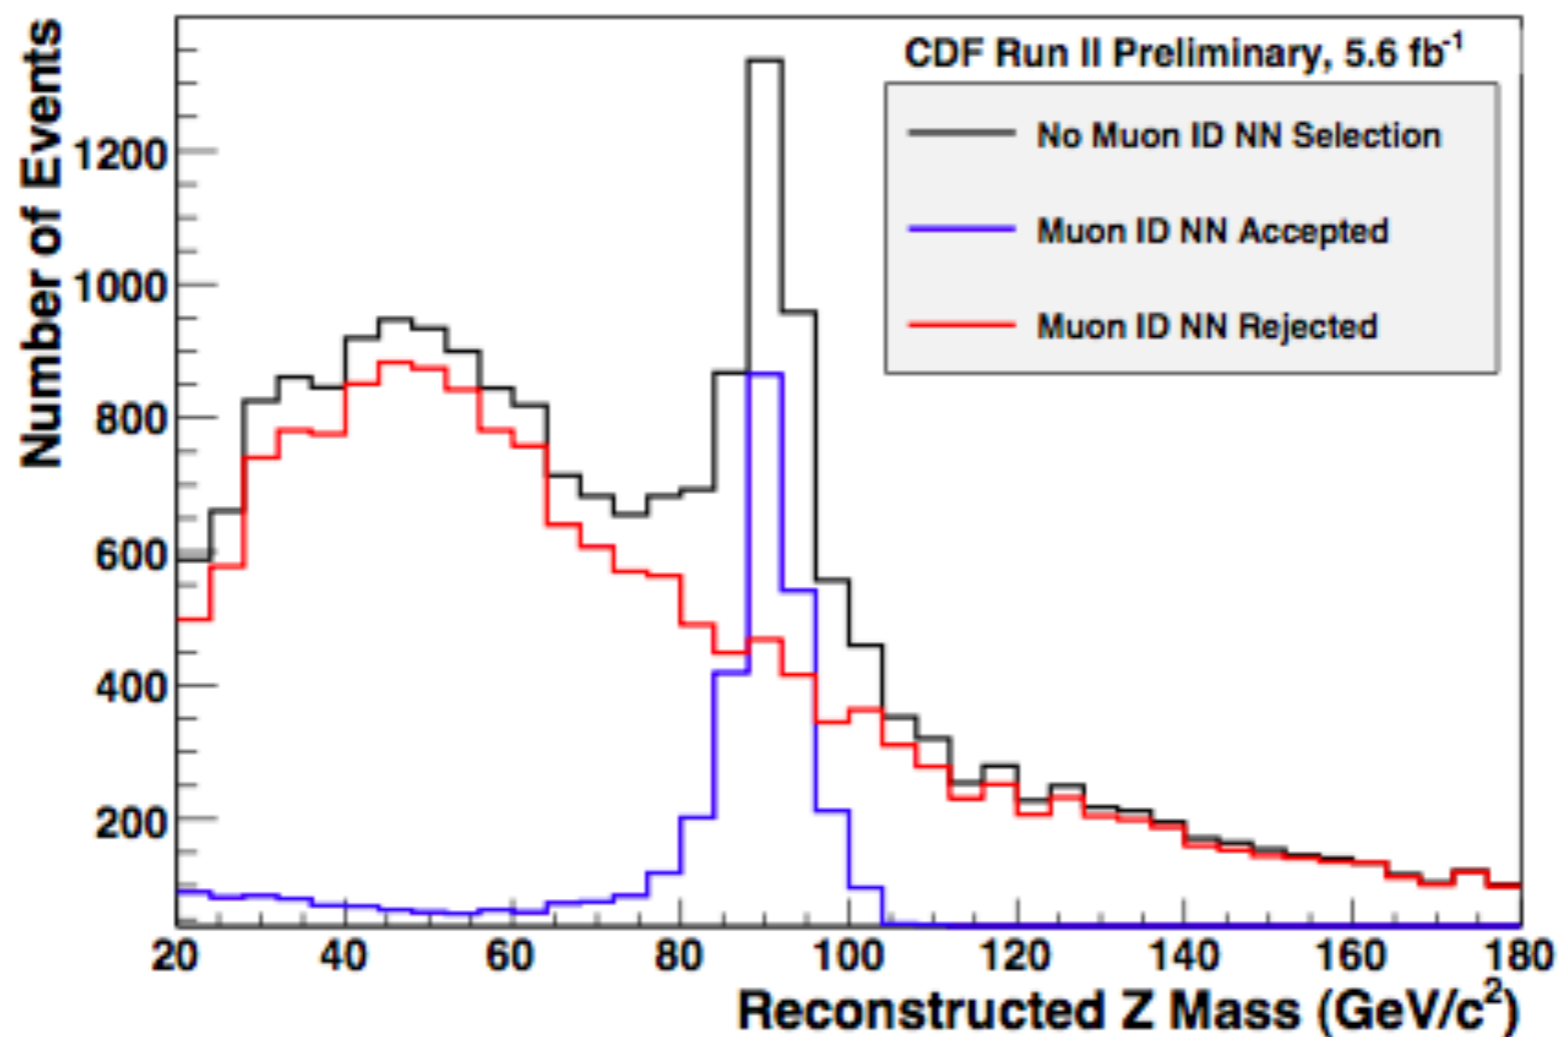 CDF Run II Preliminary, 5.6 fb⁻¹
No Muon ID NN Selection
Muon ID NN Accepted
Muon ID NN Rejected
Number of Events
1200
1000
800
600
400
200
20 40 60 80 100 120 140 160 180
Reconstructed Z Mass (GeV/c²)